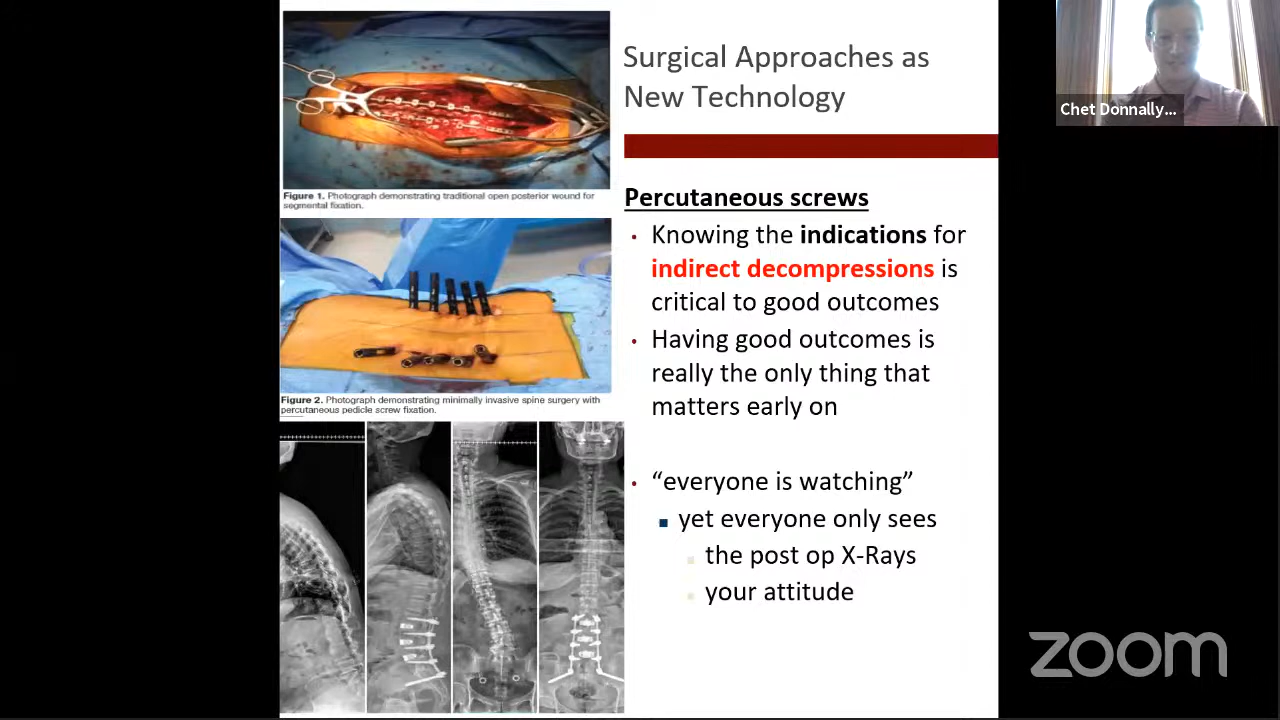 Surgical Approaches as
New Technology
Chet Donnally...
Figure 1. Photograph demonstrating traditional open posterior wound for
segmental fixation.
Percutaneous screws
• Knowing the indications for
indirect decompressions is
critical to good outcomes
• Having good outcomes is
really the only thing that
matters early on
Figure 2. Photograph demonstrating minimally invasive spine surgery with
percutaneous pedicle screw fixation.
• “everyone is watching”
▪ yet everyone only sees
the post op X-Rays
your attitude
zoom